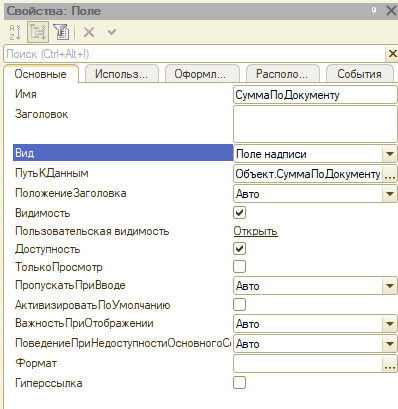 Свойства: Поле
Поиск (Ctrl+Alt+I)
Основные Использ... Оформл... Располо... События
Имя СуммаПоДокументу
Заголовок
Вид Поле надписи
ПутьКДанным Объект.СуммаПоДокументу ...
ПоложениеЗаголовка Авто
Видимость
Пользовательская видимость Открыть
Доступность
ТолькоПросмотр
ПропускатьПриВводе Авто
АктивизироватьПоУмолчанию
ВажностьПриОтображении Авто
ПоведениеПриНедоступностиОсновногоСе Авто
Формат ...
Гиперссылка